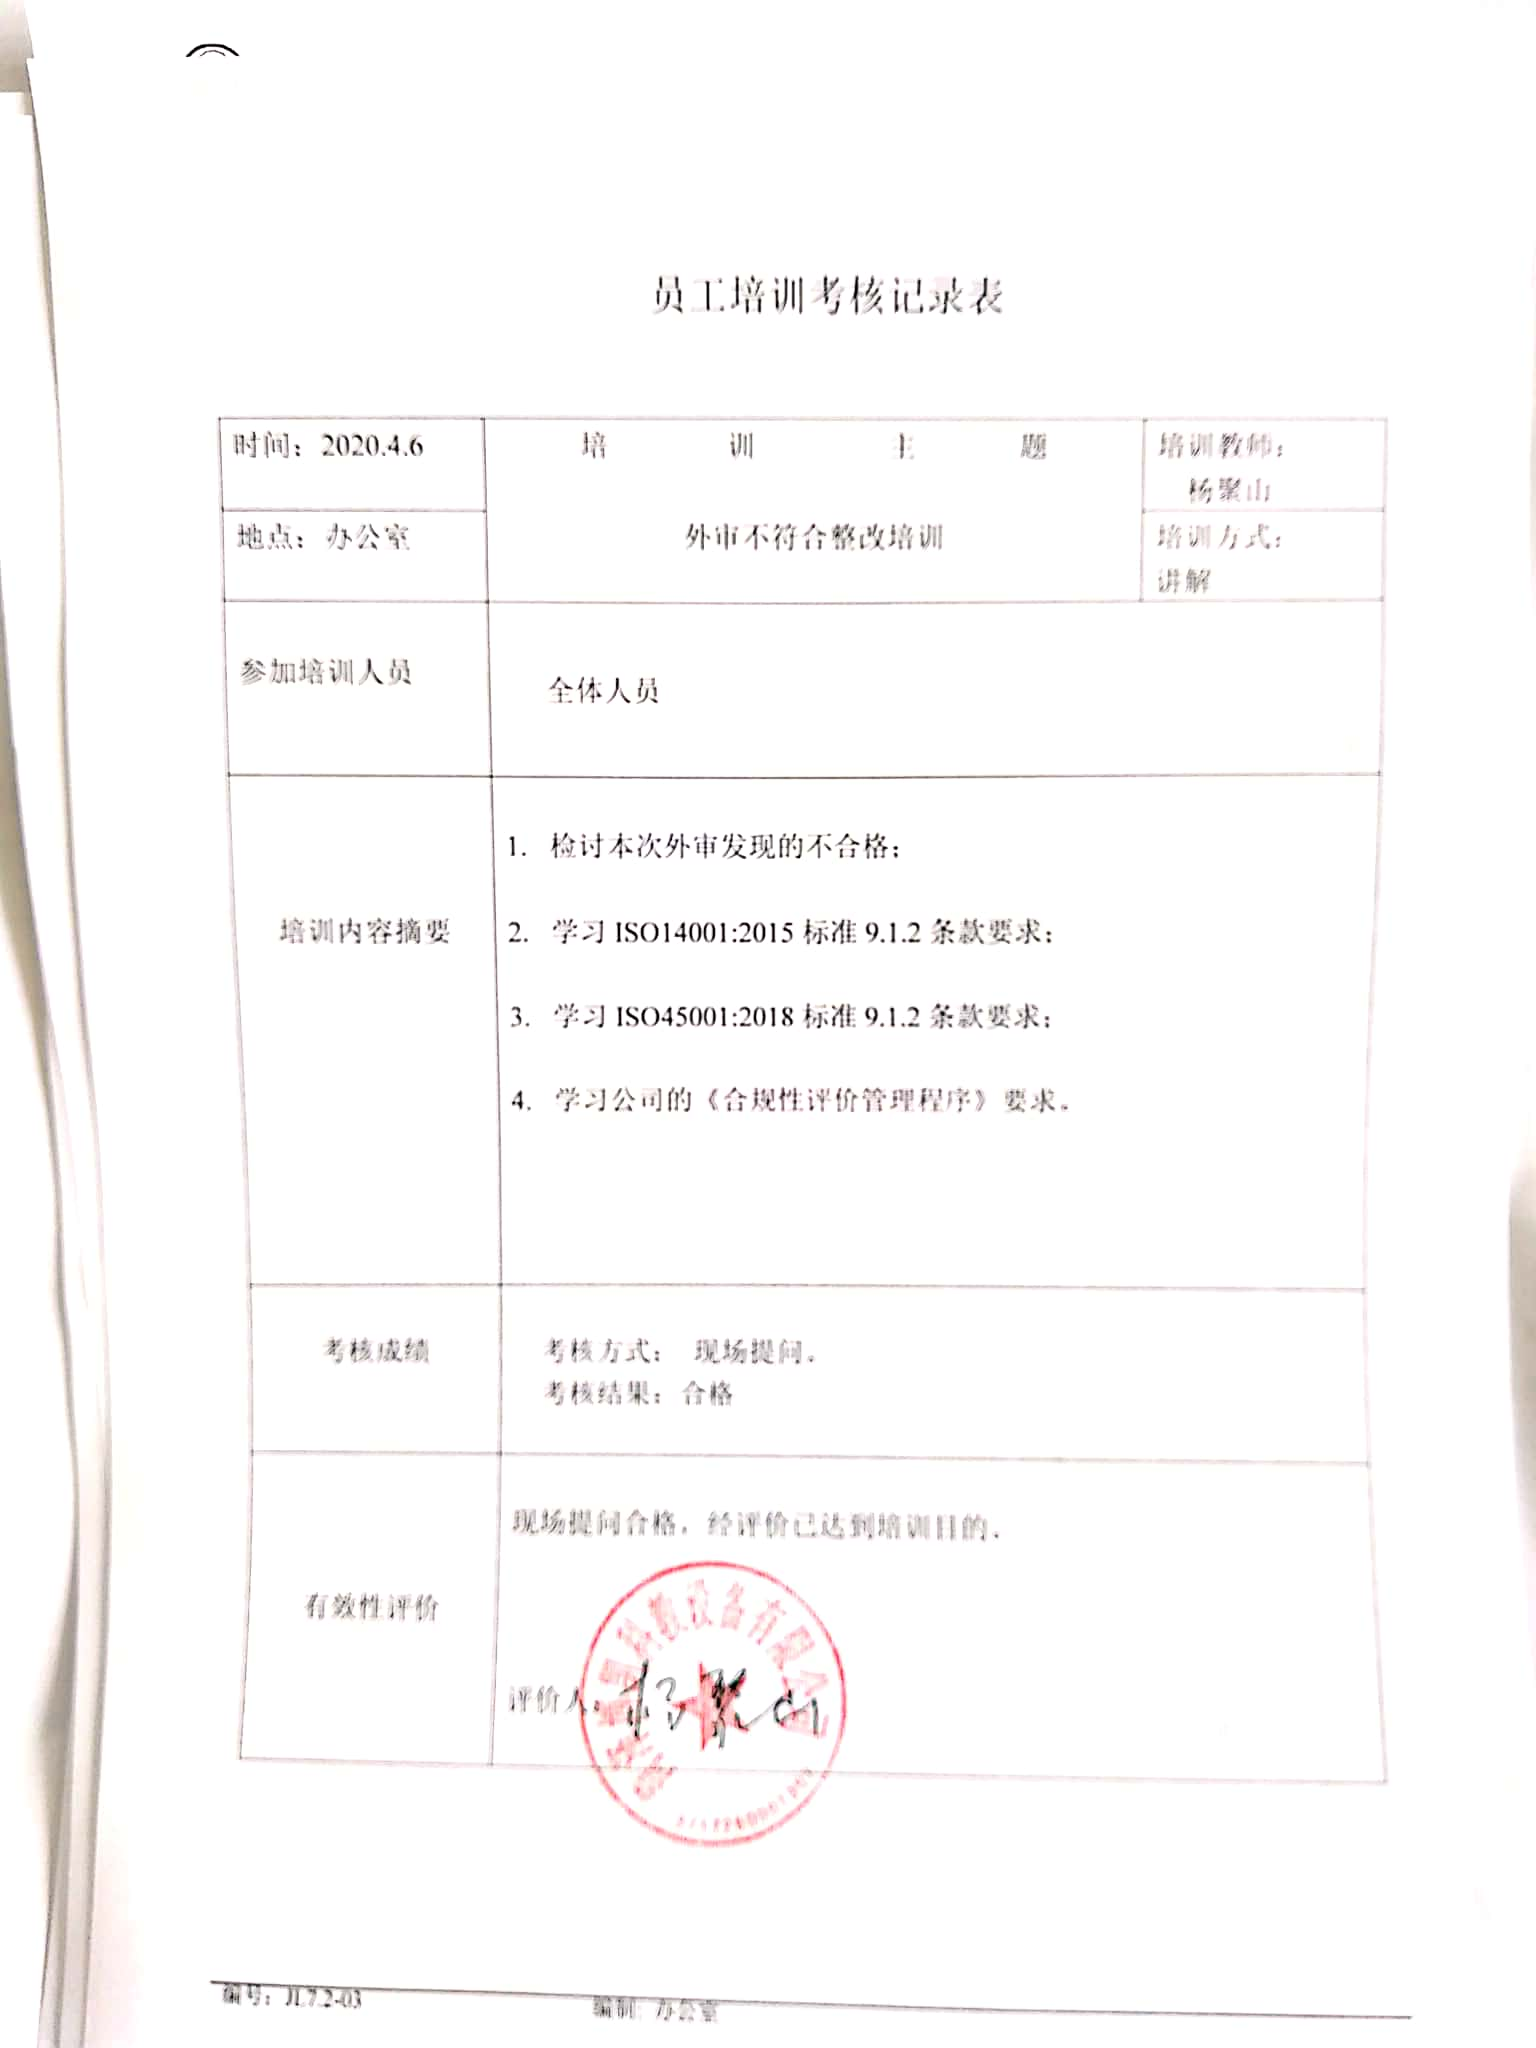 员工培训考核记录表
时间：2020.4.6
培 训 主 题
培训教师：
杨聚山
地点：办公室
外审不符合整改培训
培训方式：
讲解
参加培训人员
全体人员
培训内容摘要
1. 检讨本次外审发现的不合格；
2. 学习 ISO14001:2015 标准 9.1.2 条款要求；
3. 学习 ISO45001:2018 标准 9.1.2 条款要求；
4. 学习公司的《合规性评价管理程序》要求。
考核成绩
考核方式： 现场提问。
考核结果：合格
有效性评价
现场提问合格，经评价已达到培训目的。
评价人：杨聚山
科教设备有限公司
编号：JL7.2-03
编制：办公室